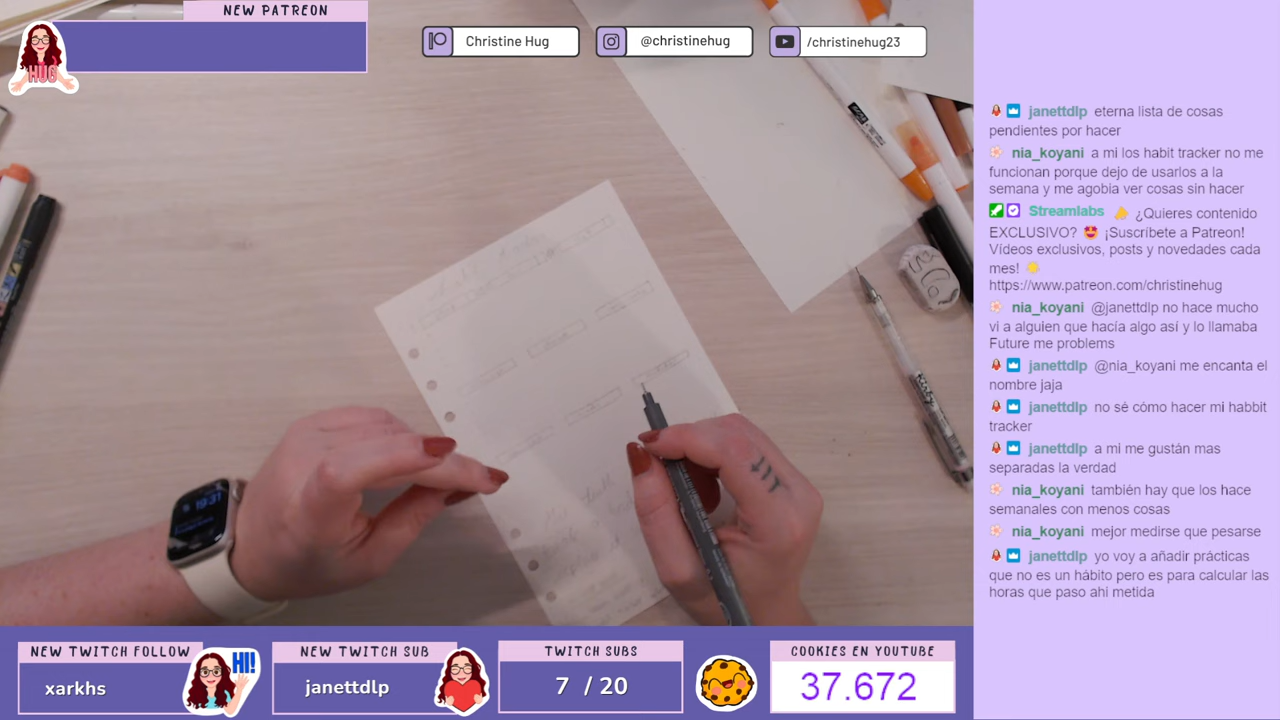 NEW PATREON
HUG
Christine Hug
@christinehug
/christinehug23
janettdlp eterna lista de cosas
pendientes por hacer
nia_koyani a mi los habit tracker no me
funcionan porque dejo de usarlos a la
semana y me agobia ver cosas sin hacer
Streamlabs ¿Quieres contenido
EXCLUSIVO? ¡Suscríbete a Patreon!
Vídeos exclusivos, posts y novedades cada
mes!
https://www.patreon.com/christinehug
nia_koyani @janettdlp no hace mucho
vi a alguien que hacía algo así y lo llamaba
Future me problems
janettdlp @nia_koyani me encanta el
nombre jaja
janettdlp no sé cómo hacer mi habbit
tracker
janettdlp a mi me gustán mas
separadas la verdad
nia_koyani también hay que los hace
semanales con menos cosas
nia_koyani mejor medirse que pesarse
janettdlp yo voy a añadir prácticas
que no es un hábito pero es para calcular las
horas que paso ahi metida
19:31
NEW TWITCH FOLLOW
xarkhs
HI!
NEW TWITCH SUB
janettdlp
TWITCH SUBS
7 / 20
COOKIES EN YOUTUBE
37.672